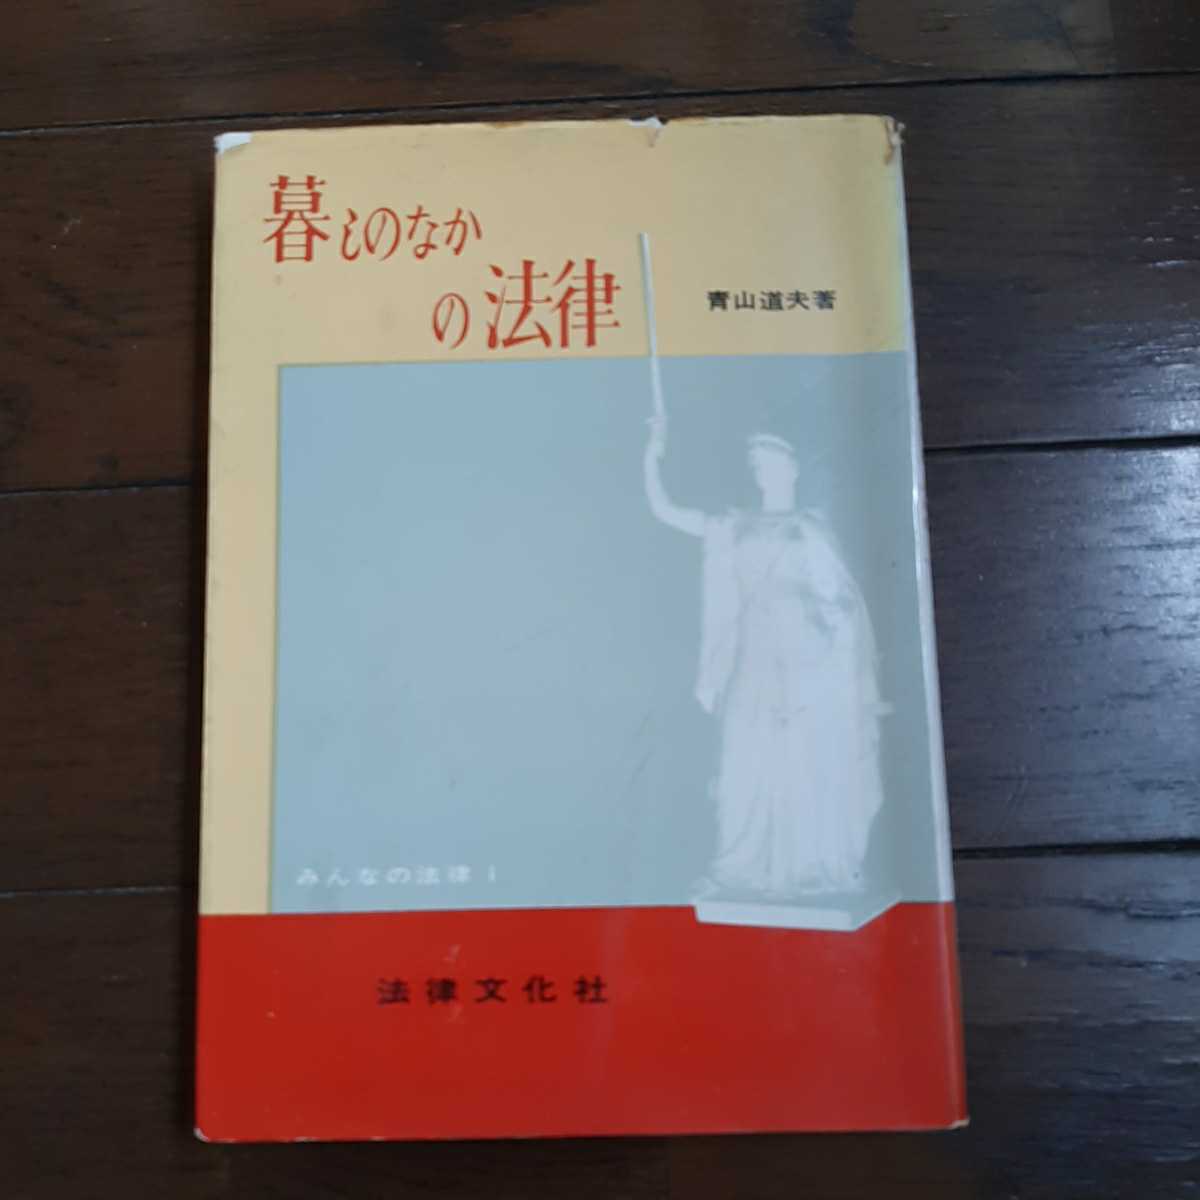 暮しのなか
の法律
青山道夫著
みんなの法律 1
法律文化社